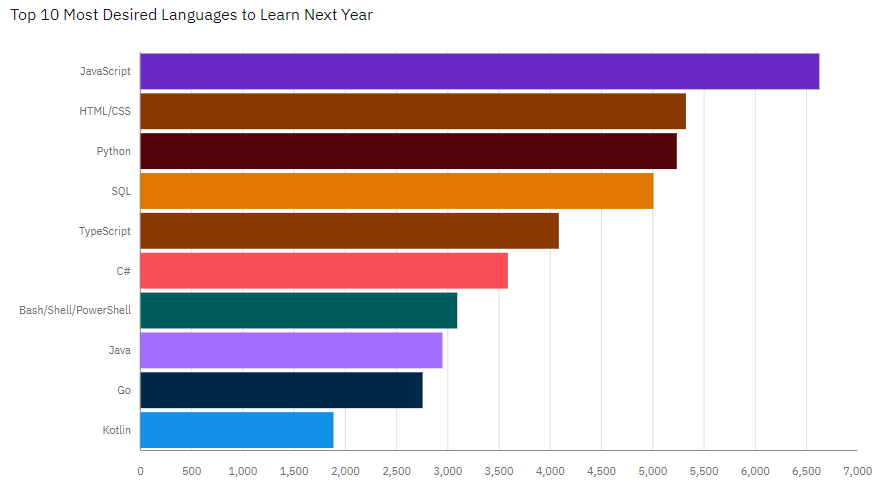 Top 10 Most Desired Languages to Learn Next Year
JavaScript
HTML/CSS
Python
SQL
TypeScript
C#
Bash/Shell/PowerShell
Java
Go
Kotlin
0 500 1,000 1,500 2,000 2,500 3,000 3,500 4,000 4,500 5,000 5,500 6,000 6,500 7,000